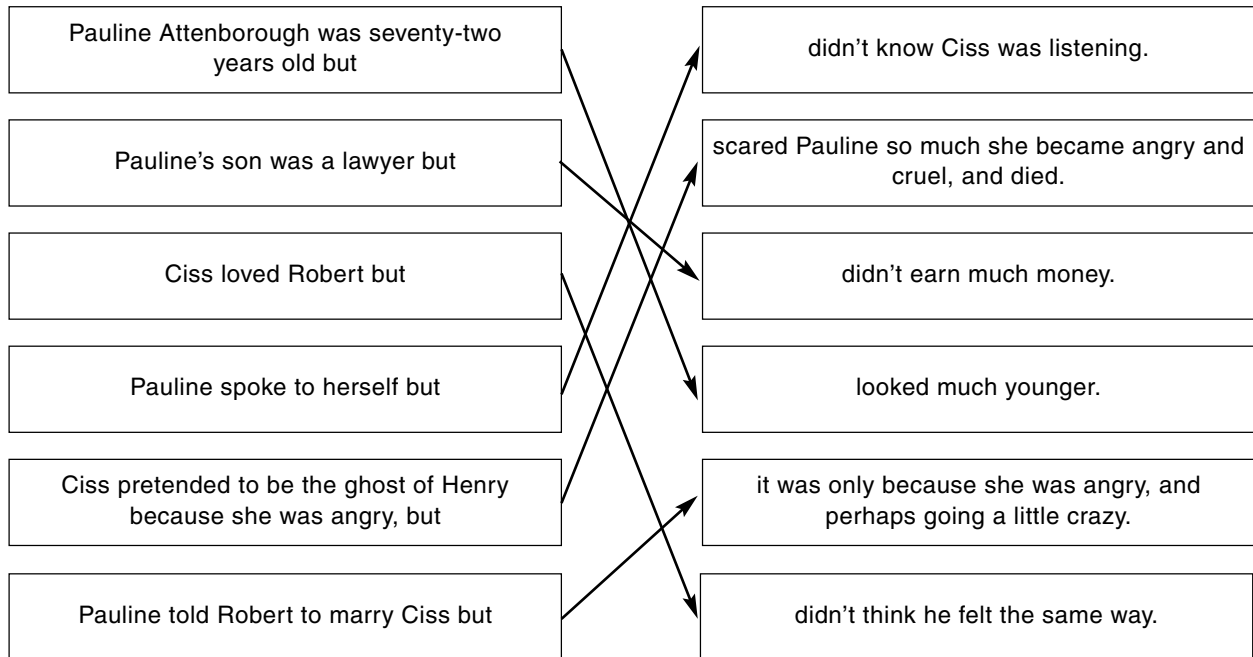 Pauline Attenborough was seventy-two
years old but
Pauline’s son was a lawyer but
Ciss loved Robert but
Pauline spoke to herself but
Ciss pretended to be the ghost of Henry
because she was angry, but
Pauline told Robert to marry Ciss but
didn’t know Ciss was listening.
scared Pauline so much she became angry and
cruel, and died.
didn’t earn much money.
looked much younger.
it was only because she was angry, and
perhaps going a little crazy.
didn’t think he felt the same way.